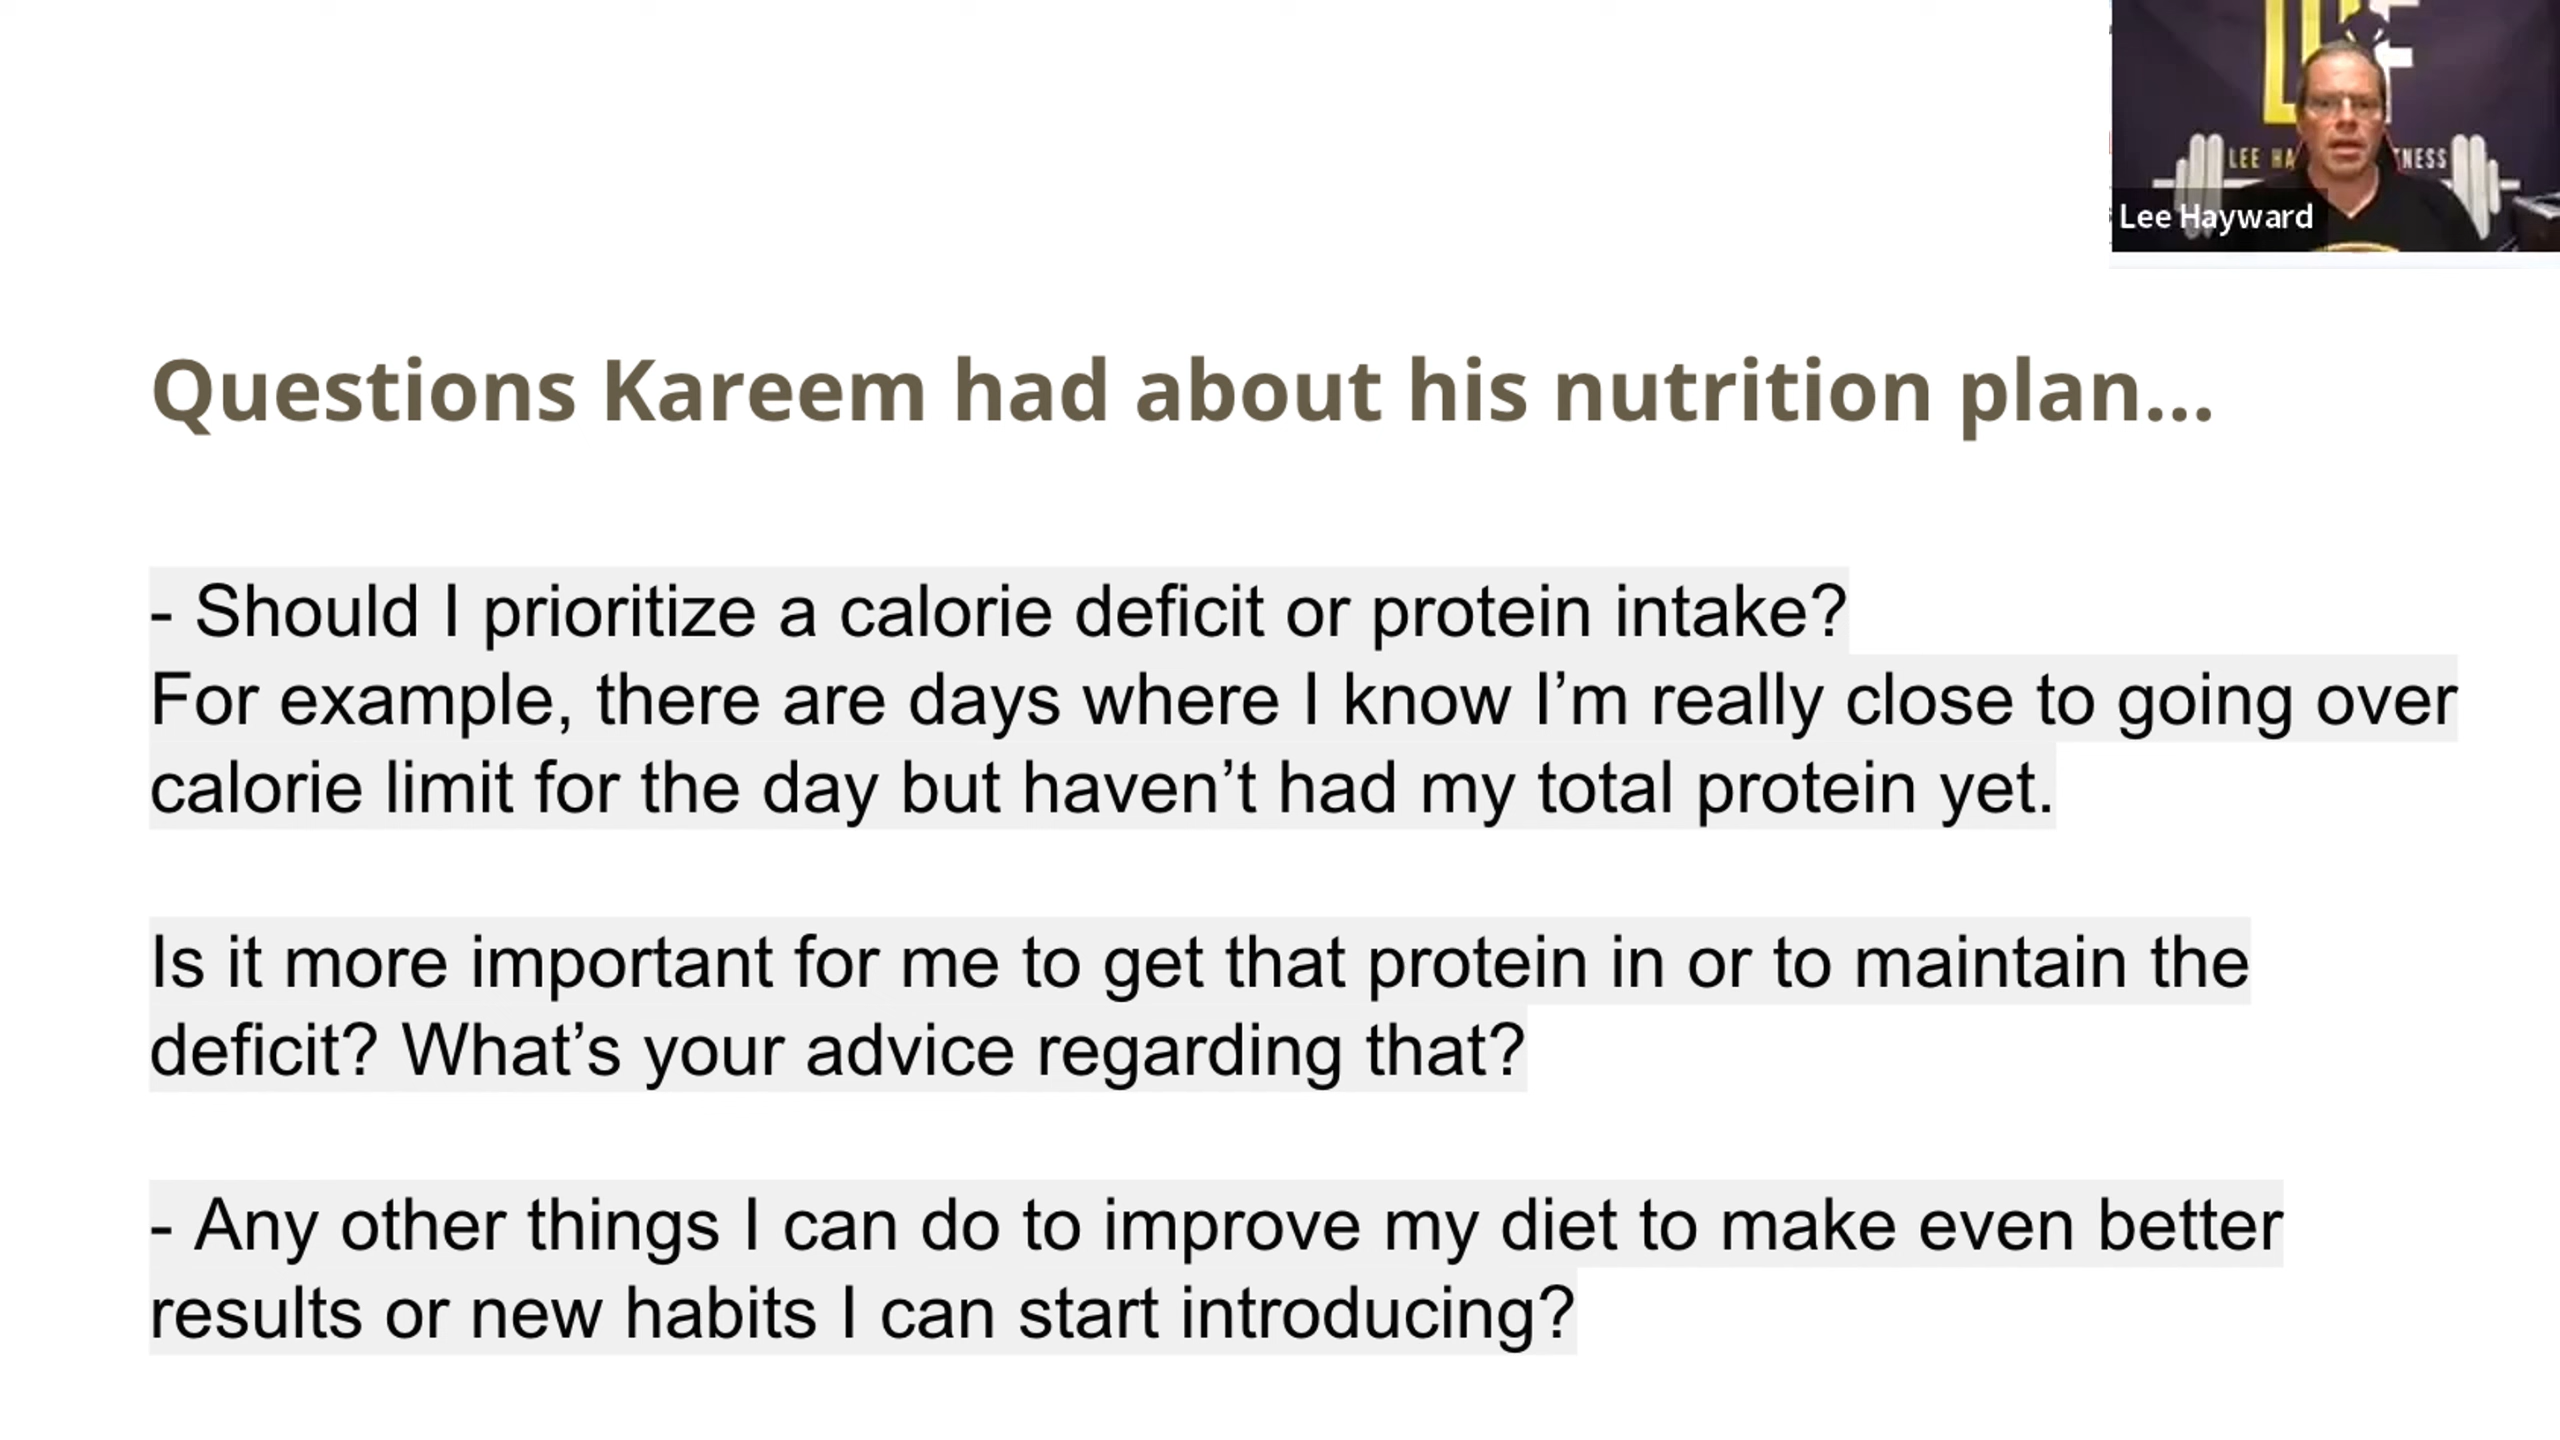 LEE HA
NESS
Lee Hayward
Questions Kareem had about his nutrition plan...
- Should I prioritize a calorie deficit or protein intake?
For example, there are days where I know I’m really close to going over
calorie limit for the day but haven’t had my total protein yet.
Is it more important for me to get that protein in or to maintain the
deficit? What’s your advice regarding that?
- Any other things I can do to improve my diet to make even better
results or new habits I can start introducing?